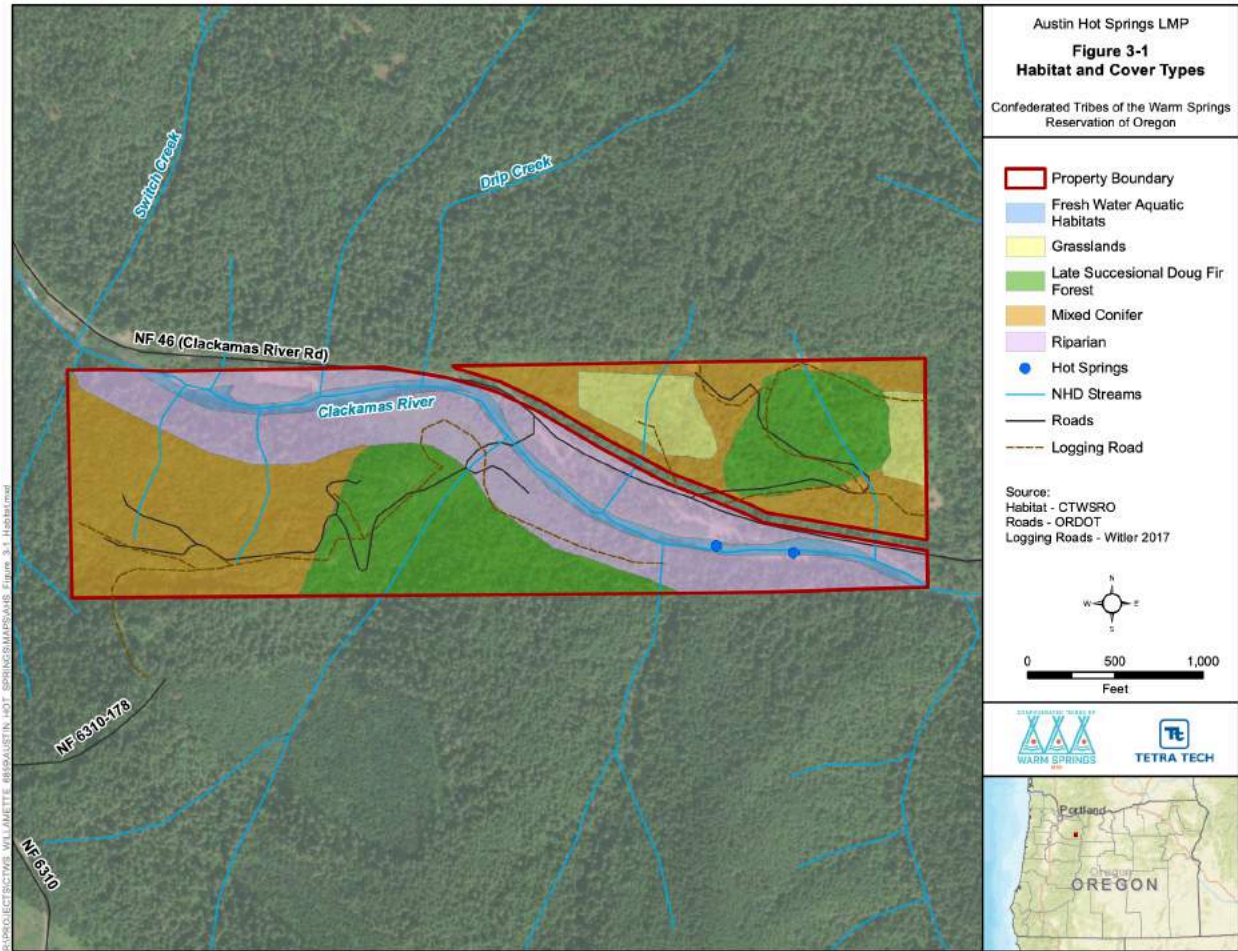 Austin Hot Springs LMP
Figure 3-1
Habitat and Cover Types
Confederated Tribes of the Warm Springs
Reservation of Oregon
Property Boundary
Fresh Water Aquatic
Habitats
Grasslands
Late Succesional Doug Fir
Forest
Mixed Conifer
Riparian
Hot Springs
NHD Streams
Roads
Logging Road
Source:
Habitat - CTWSRO
Roads - ORDOT
Logging Roads - Witler 2017
N
W E
S
0 500 1,000
Feet
WARM SPRINGS
TETRA TECH
Portland
Oregon
OREGON
Switch Creek
Drip Creek
NF 46 (Clackamas River Rd)
Clackamas River
NF 6310-178
NF 6310